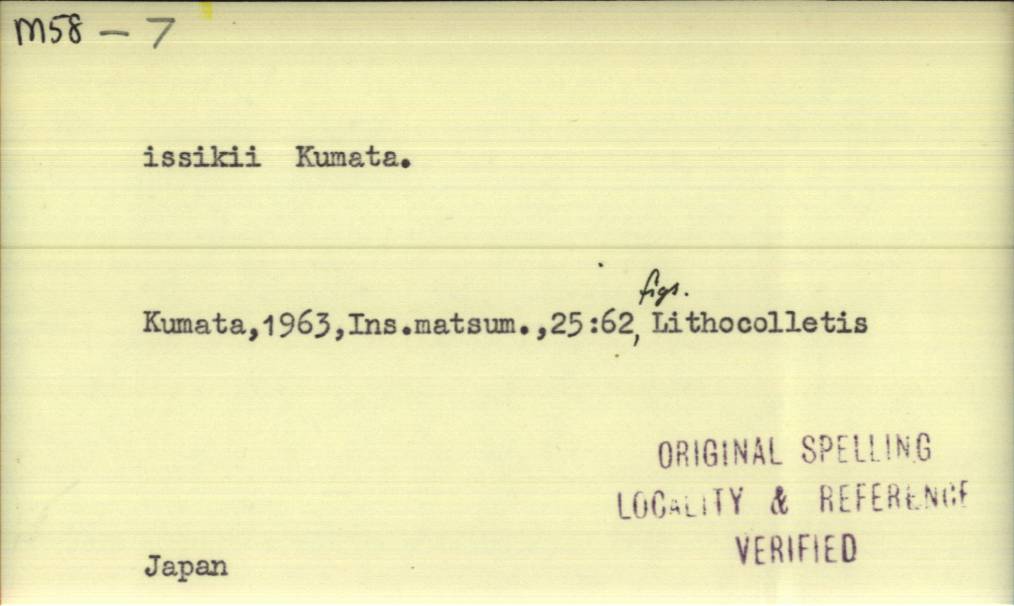 M58 - 7
issikii Kumata.
figs.
Kumata,1963,Ins.matsum.,25:62, Lithocolletis
ORIGINAL SPELLING
LOCALITY & REFERENCE
VERIFIED
Japan